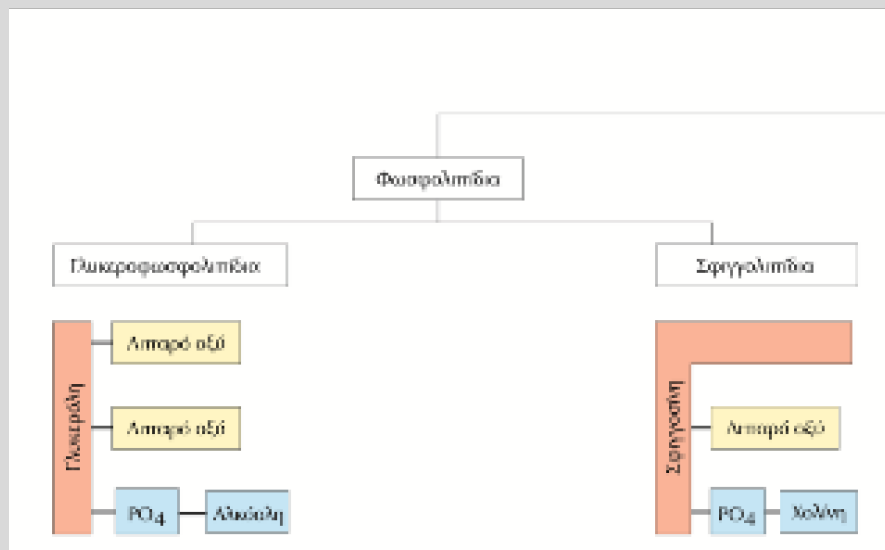 Φωσφολιπίδια
Γλυκεροφωσφολιπίδια
Σφιγγολιπίδια
Γλυκερόλη
Λιπαρό οξύ
Λιπαρό οξύ
PO4
Αλκοόλη
Σφιγγοσίνη
Λιπαρό οξύ
PO4
Χολίνη